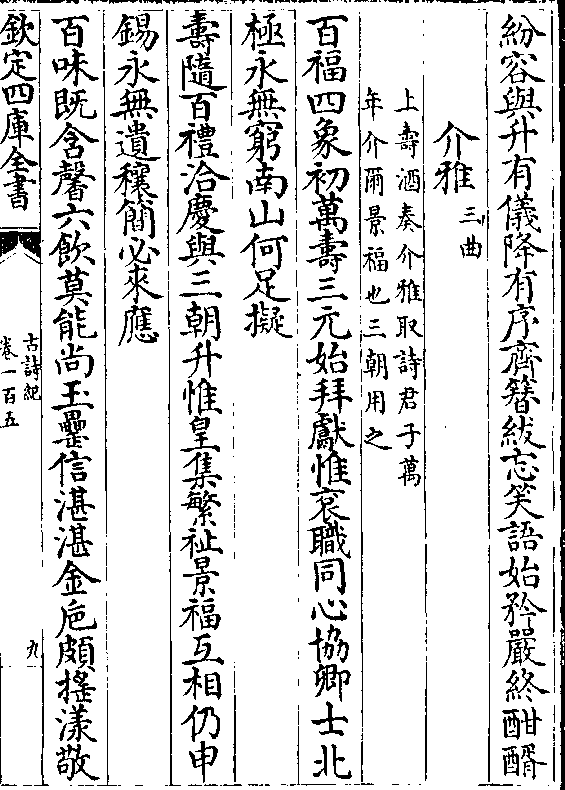 紛容與升有儀降有序齊簪紱忘笑語始矜嚴終酣醑
介雅三曲
上壽酒奏介雅取詩君子萬
年介爾景福也三朝用之
百福四象初萬壽三元始拜獻惟衮職同心協卿士北
極永無窮南山何足擬
壽隨百禮洽慶與三朝升惟皇集繁祉景福互相仍申
錫永無遺穰簡必來應
百味既含馨六飲莫能尚玉罍信湛湛金巵頗搖漾敬
欽定四庫全書
古詩紀
卷一百五
九